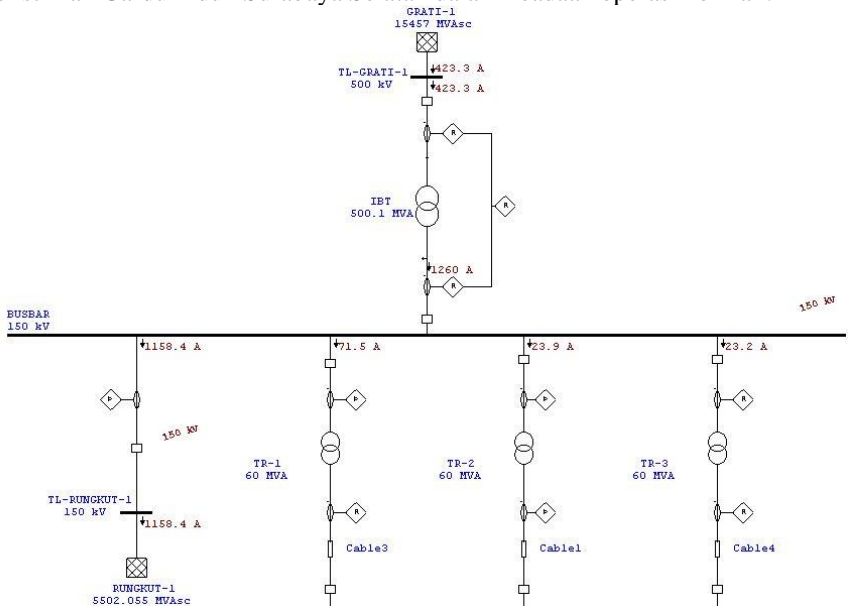 GRATI-1
15457 MVAsc
TL-GRATI-1
500 kV
423.3 A
423.3 A
R
IBT
500.1 MVA
R
1260 A
R
BUSBAR
150 kV
150 kV
1158.4 A
71.5 A
23.9 A
23.2 A
P
P
P
R
150 kV
TR-1
60 MVA
TR-2
60 MVA
TR-3
60 MVA
TL-RUNGKUT-1
150 kV
1158.4 A
R
P
R
Cable3
Cable1
Cable4
RUNGKUT-1
5502.055 MVAsc